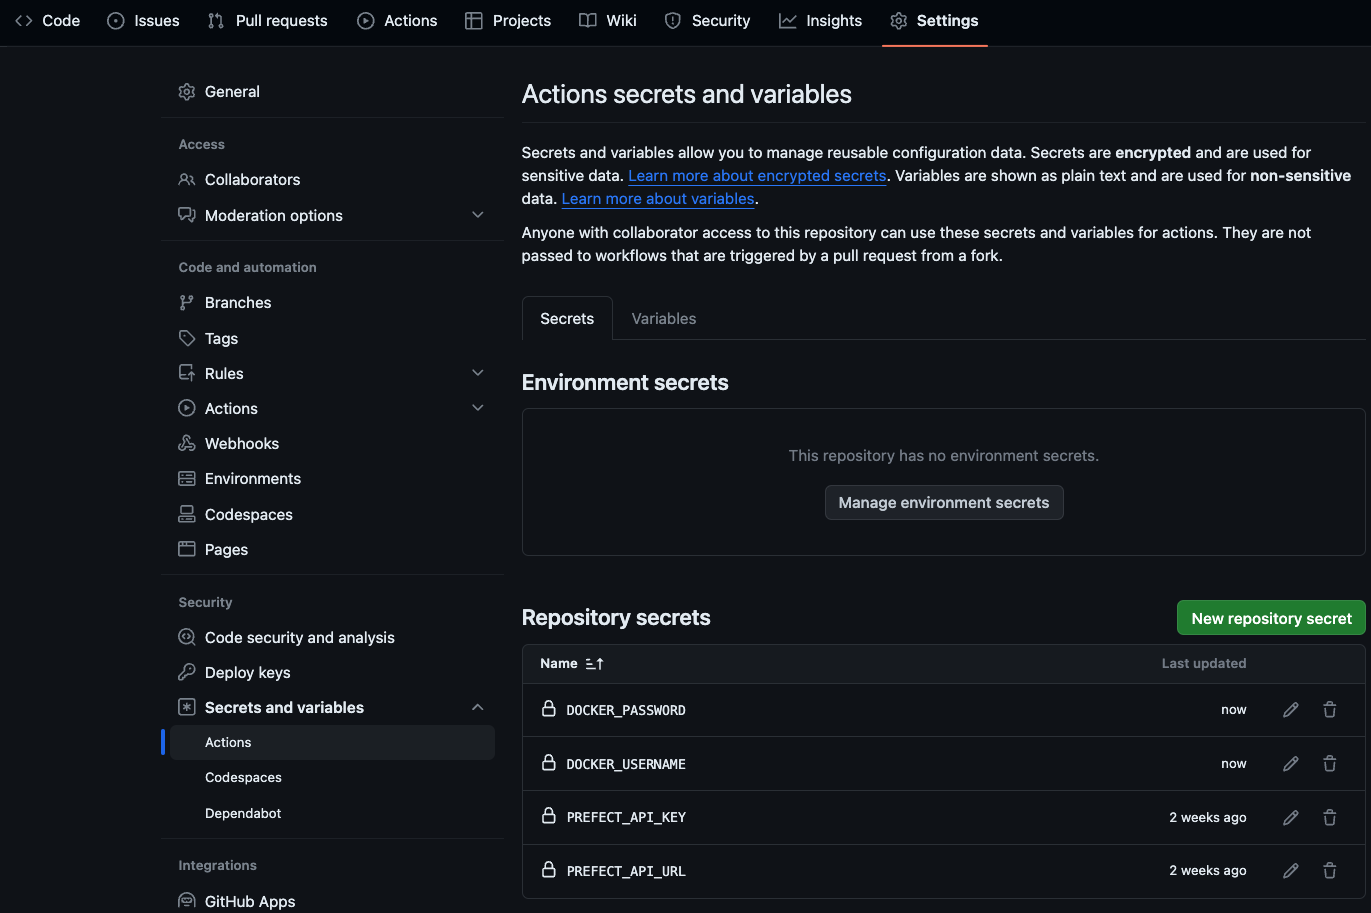 Code
Issues
Pull requests
Actions
Projects
Wiki
Security
Insights
Settings
General
Access
Collaborators
Moderation options
Code and automation
Branches
Tags
Rules
Actions
Webhooks
Environments
Codespaces
Pages
Security
Code security and analysis
Deploy keys
Secrets and variables
Actions
Codespaces
Dependabot
Integrations
GitHub Apps
Actions secrets and variables
Secrets and variables allow you to manage reusable configuration data. Secrets are encrypted and are used for
sensitive data. Learn more about encrypted secrets. Variables are shown as plain text and are used for non-sensitive
data. Learn more about variables.
Anyone with collaborator access to this repository can use these secrets and variables for actions. They are not
passed to workflows that are triggered by a pull request from a fork.
Secrets
Variables
Environment secrets
This repository has no environment secrets.
Manage environment secrets
Repository secrets
New repository secret
Name
Last updated
DOCKER_PASSWORD
now
DOCKER_USERNAME
now
PREFECT_API_KEY
2 weeks ago
PREFECT_API_URL
2 weeks ago